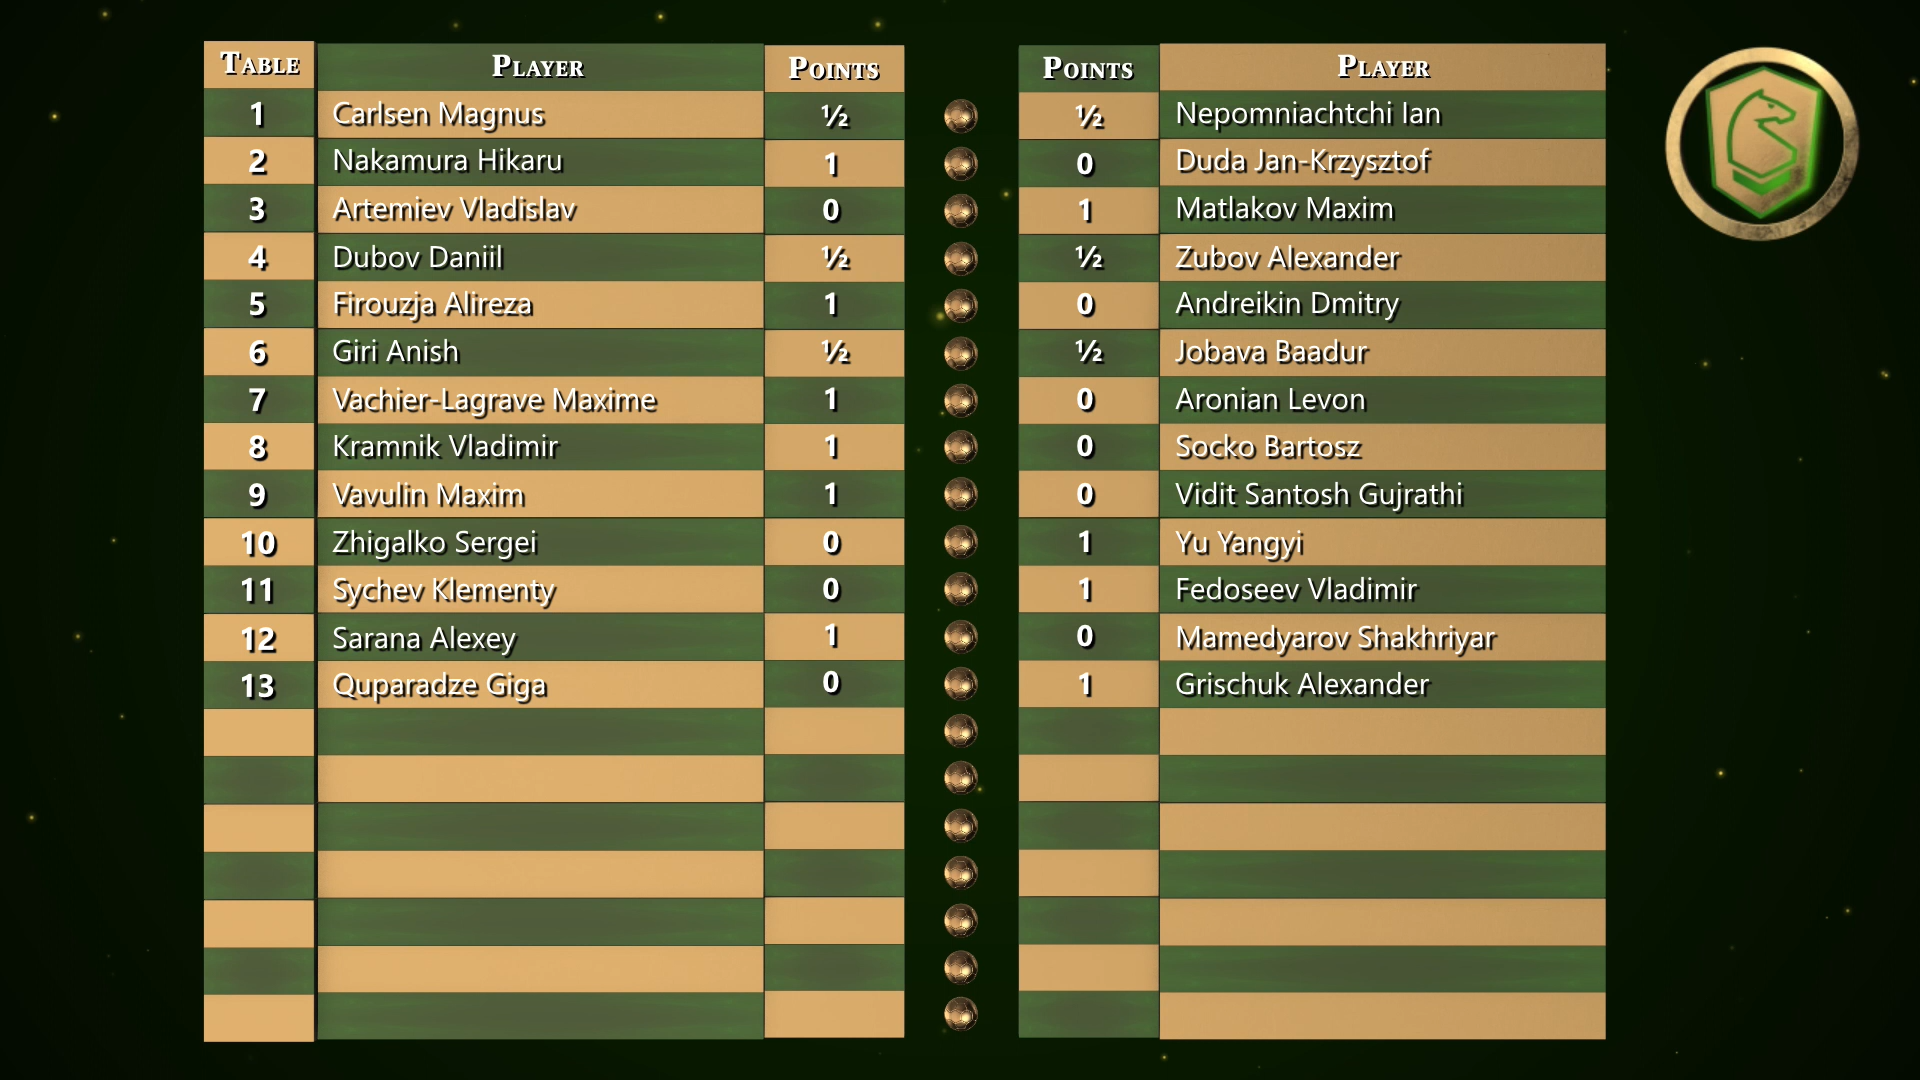 Table Player Points Points Player
1 Carlsen Magnus ½ ½ Nepomniachtchi Ian
2 Nakamura Hikaru 1 0 Duda Jan-Krzysztof
3 Artemiev Vladislav 0 1 Matlakov Maxim
4 Dubov Daniil ½ ½ Zubov Alexander
5 Firouzja Alireza 1 0 Andreikin Dmitry
6 Giri Anish ½ ½ Jobava Baadur
7 Vachier-Lagrave Maxime 1 0 Aronian Levon
8 Kramnik Vladimir 1 0 Socko Bartosz
9 Vavulin Maxim 1 0 Vidit Santosh Gujrathi
10 Zhigalko Sergei 0 1 Yu Yangyi
11 Sychev Klementy 0 1 Fedoseev Vladimir
12 Sarana Alexey 1 0 Mamedyarov Shakhriyar
13 Quparadze Giga 0 1 Grischuk Alexander